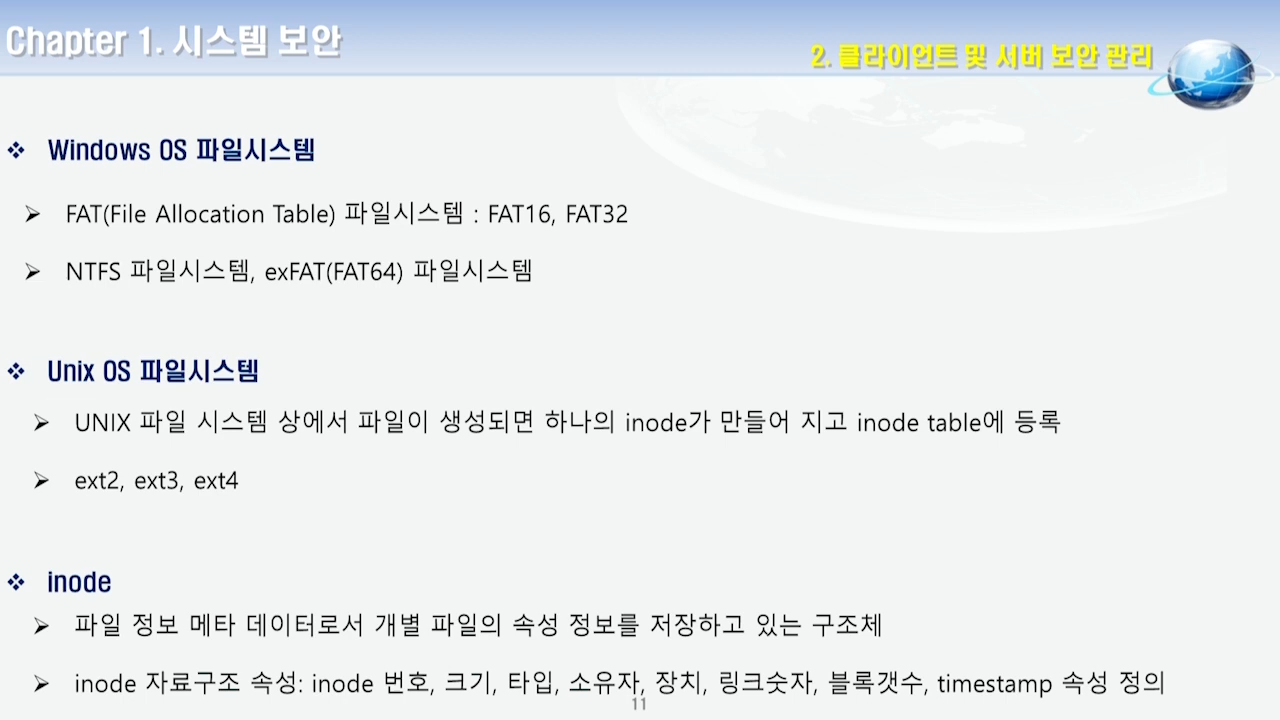 Chapter 1. 시스템 보안
2. 클라이언트 및 서버 보안 관리
Windows OS 파일시스템
FAT(File Allocation Table) 파일시스템 : FAT16, FAT32
NTFS 파일시스템, exFAT(FAT64) 파일시스템
Unix OS 파일시스템
UNIX 파일 시스템 상에서 파일이 생성되면 하나의 inode가 만들어 지고 inode table에 등록
ext2, ext3, ext4
inode
파일 정보 메타 데이터로서 개별 파일의 속성 정보를 저장하고 있는 구조체
inode 자료구조 속성: inode 번호, 크기, 타입, 소유자, 장치, 링크숫자, 블록갯수, timestamp 속성 정의
11